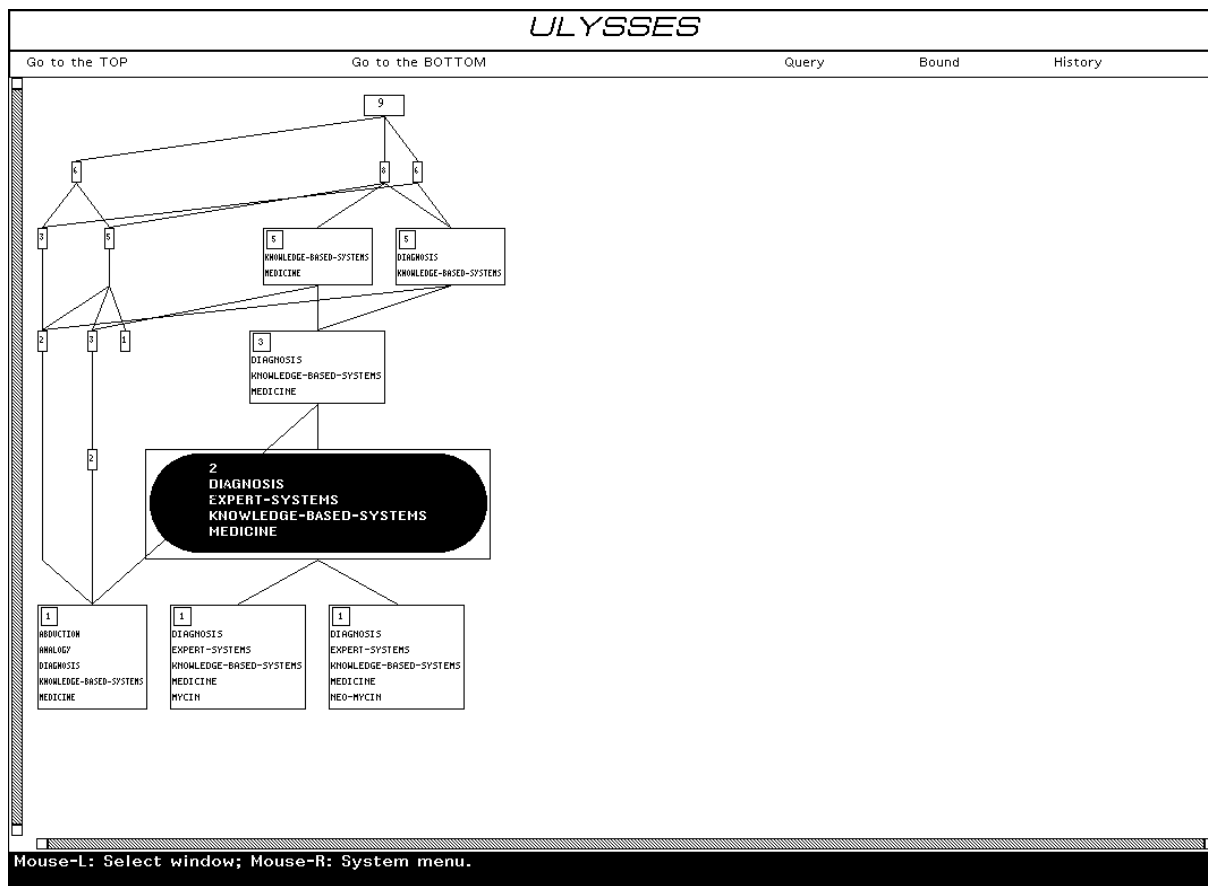 ULYSSES
Go to the TOP
Go to the BOTTOM
Query
Bound
History
9
6
8
6
3
5
5
KNOWLEDGE-BASED-SYSTEMS
MEDICINE
5
DIAGNOSIS
KNOWLEDGE-BASED-SYSTEMS
2
3
1
3
DIAGNOSIS
KNOWLEDGE-BASED-SYSTEMS
MEDICINE
2
2
DIAGNOSIS
EXPERT-SYSTEMS
KNOWLEDGE-BASED-SYSTEMS
MEDICINE
1
ABDUCTION
ANALOGY
DIAGNOSIS
KNOWLEDGE-BASED-SYSTEMS
MEDICINE
1
DIAGNOSIS
EXPERT-SYSTEMS
KNOWLEDGE-BASED-SYSTEMS
MEDICINE
MYCIN
1
DIAGNOSIS
EXPERT-SYSTEMS
KNOWLEDGE-BASED-SYSTEMS
MEDICINE
NEO-MYCIN
Mouse-L: Select window; Mouse-R: System menu.